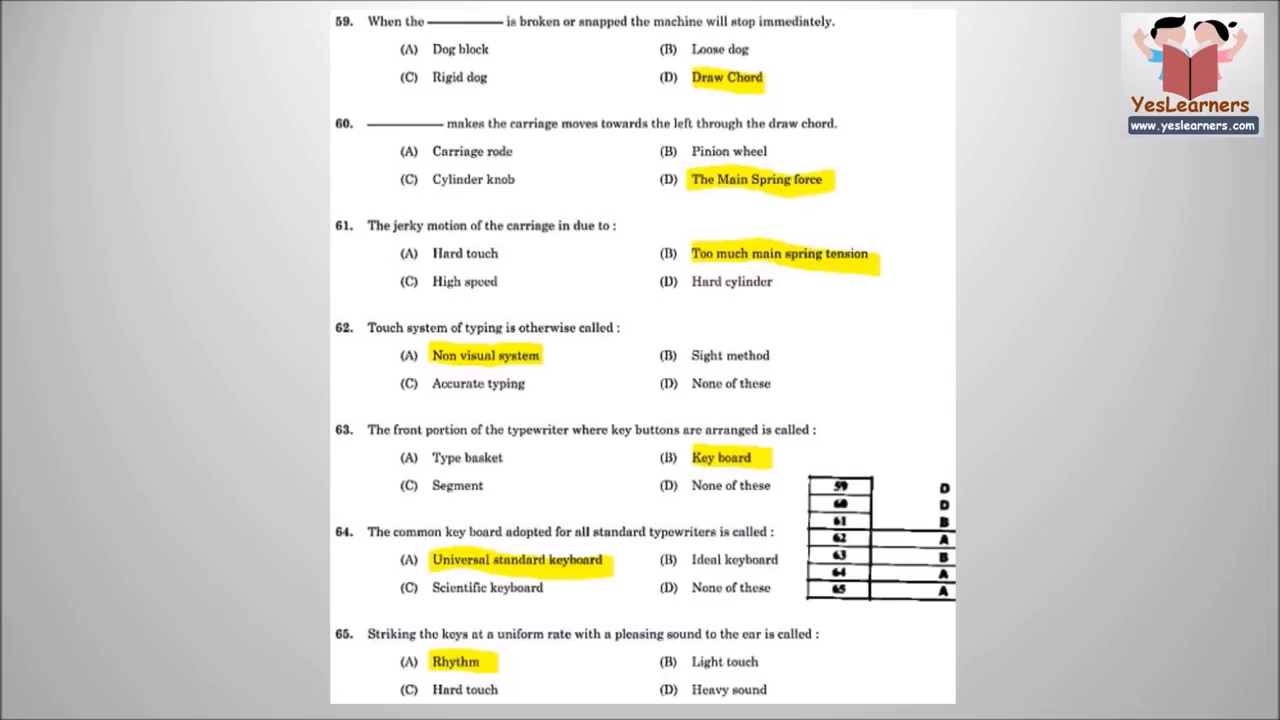 59. When the ————— is broken or snapped the machine will stop immediately.
(A) Dog block (B) Loose dog
(C) Rigid dog (D) Draw Chord
60. ————— makes the carriage moves towards the left through the draw chord.
(A) Carriage rode (B) Pinion wheel
(C) Cylinder knob (D) The Main Spring force
61. The jerky motion of the carriage in due to :
(A) Hard touch (B) Too much main spring tension
(C) High speed (D) Hard cylinder
62. Touch system of typing is otherwise called :
(A) Non visual system (B) Sight method
(C) Accurate typing (D) None of these
63. The front portion of the typewriter where key buttons are arranged is called :
(A) Type basket (B) Key board
(C) Segment (D) None of these
64. The common key board adopted for all standard typewriters is called :
(A) Universal standard keyboard (B) Ideal keyboard
(C) Scientific keyboard (D) None of these
65. Striking the keys at a uniform rate with a pleasing sound to the ear is called :
(A) Rhythm (B) Light touch
(C) Hard touch (D) Heavy sound
59 D
60 D
61 B
62 A
63 B
64 A
65 A
YesLearners
www.yeslearners.com